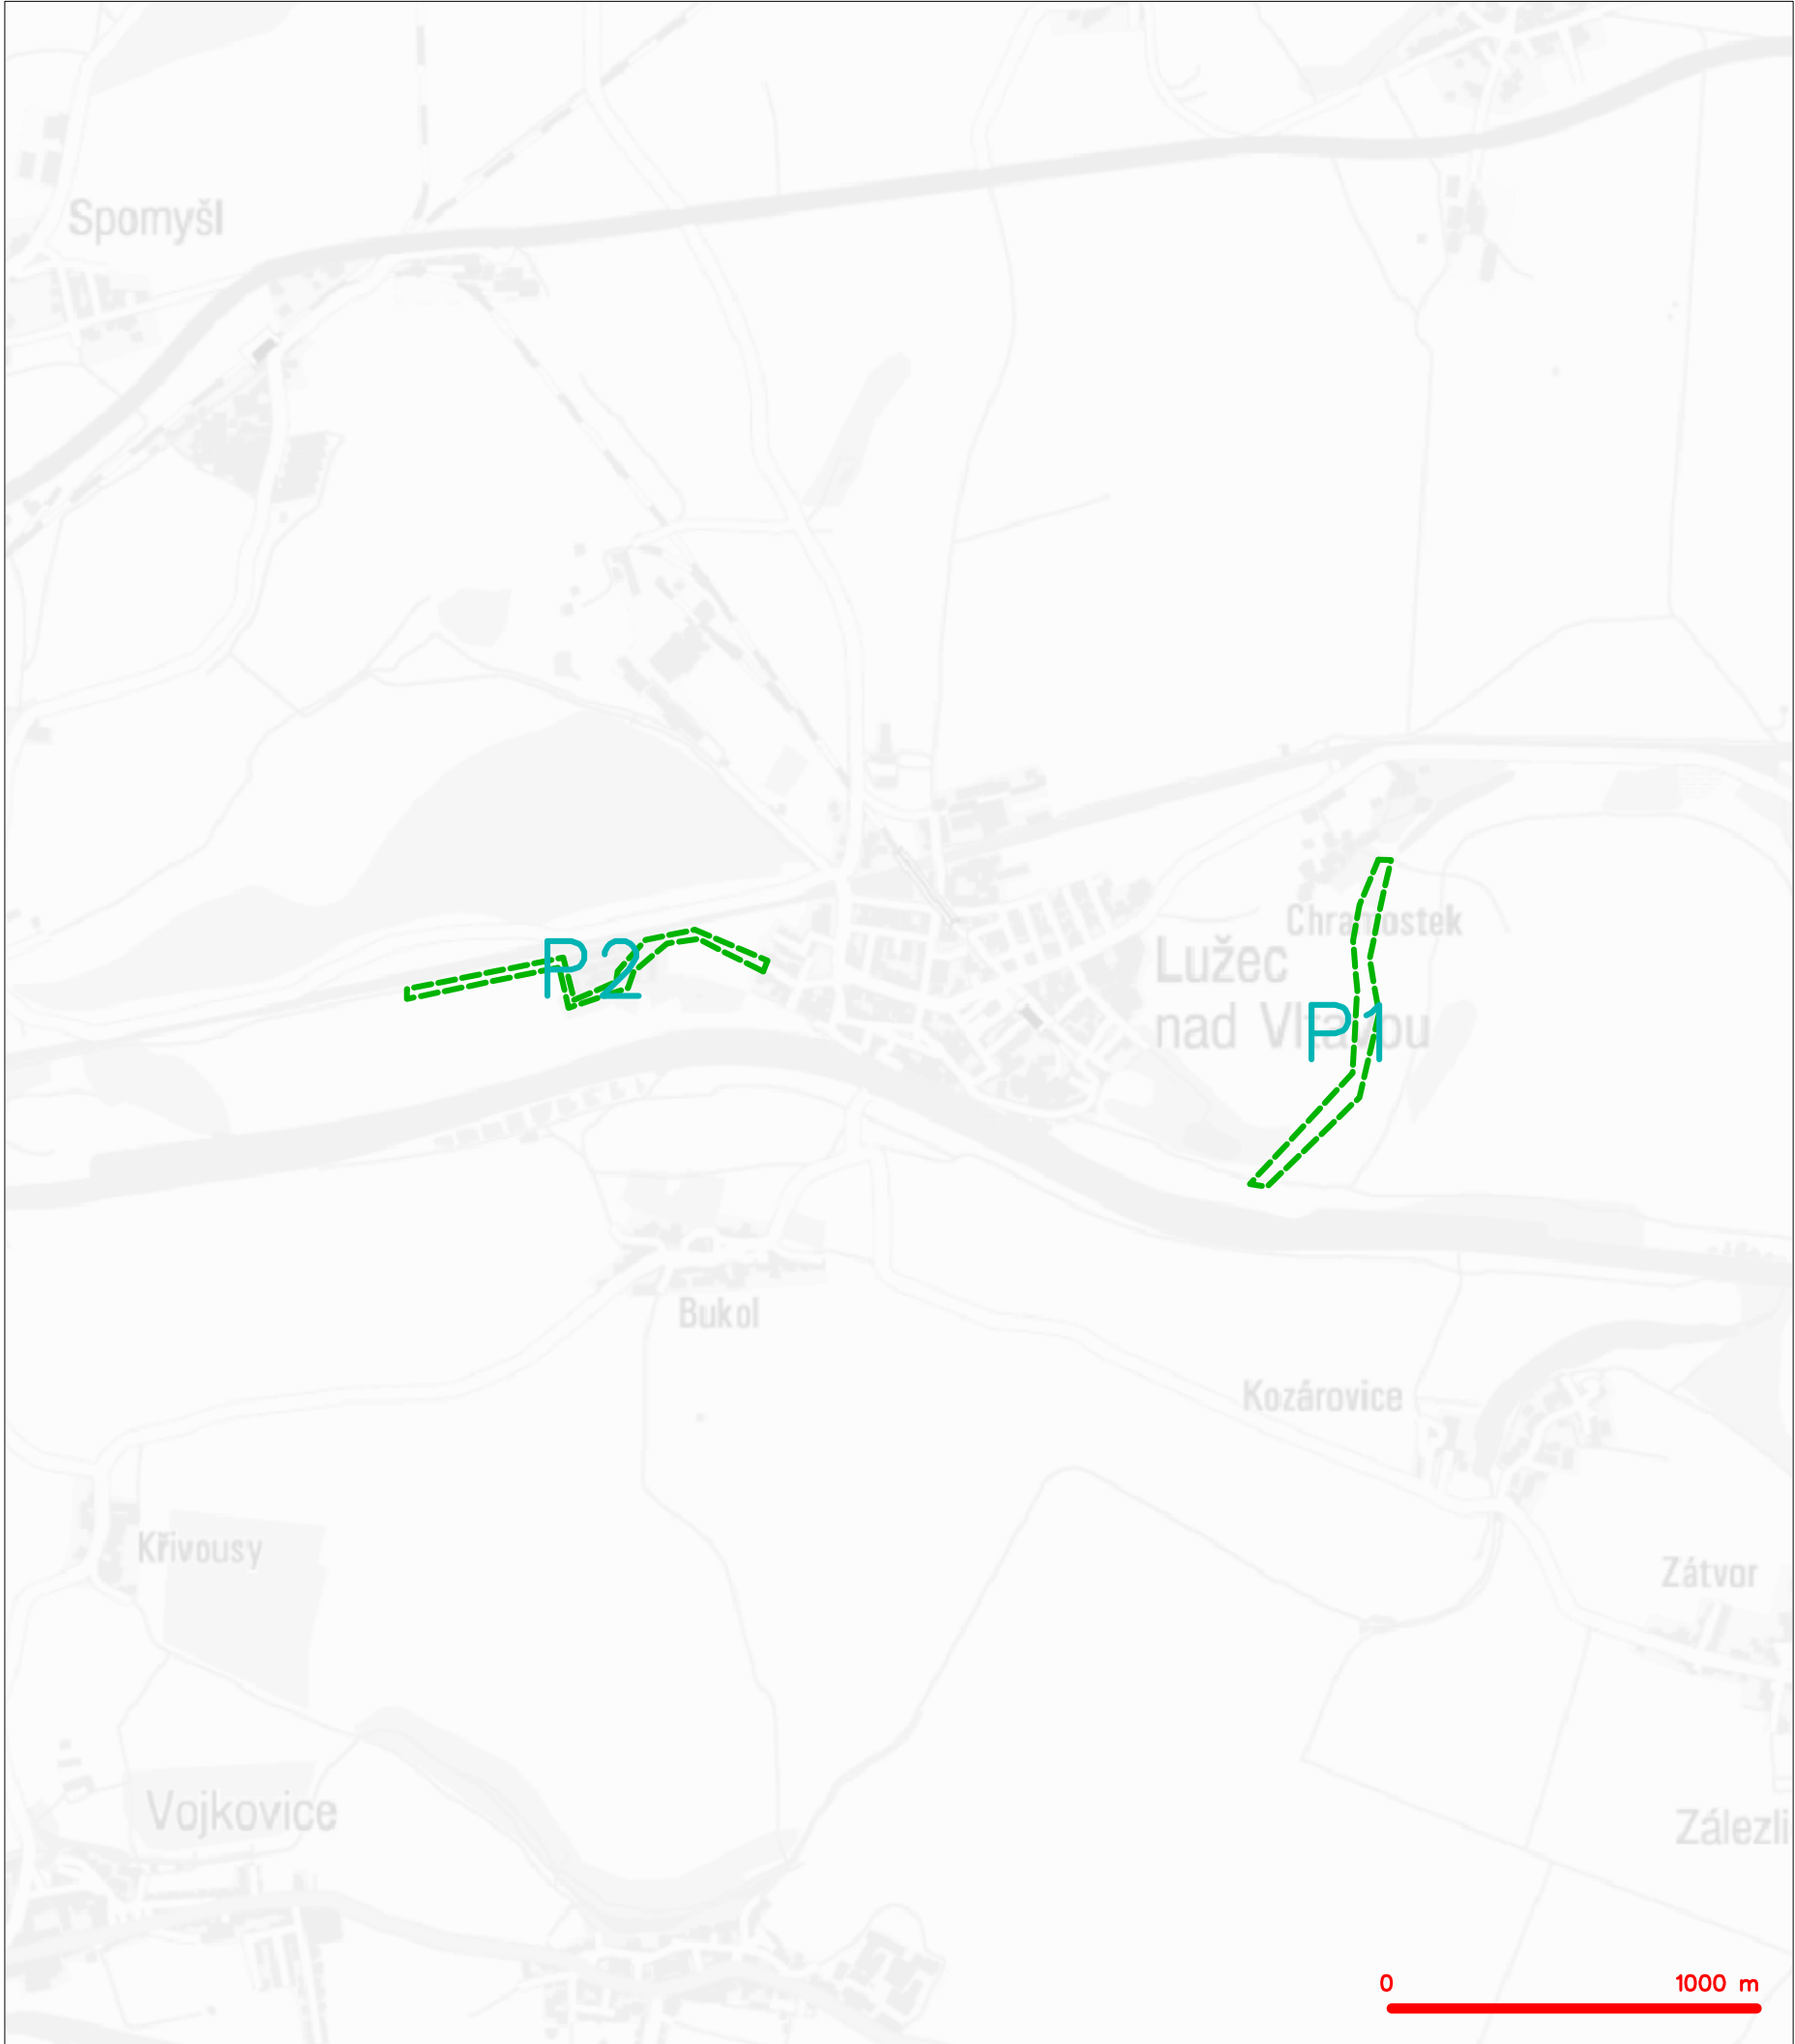 Spomyšl
Chramostek
Lužec
nad Vltavou
P2
P1
Bukol
Kozárovice
Křivousy
Zátvor
Vojkovice
Zálezli
0 1000 m